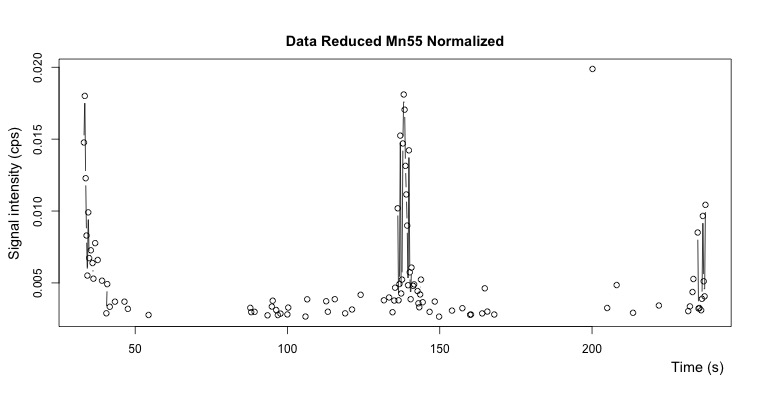 Data Reduced Mn55 Normalized
Signal intensity (cps)
0.020
0.015
0.010
0.005
50 100 150 200
Time (s)